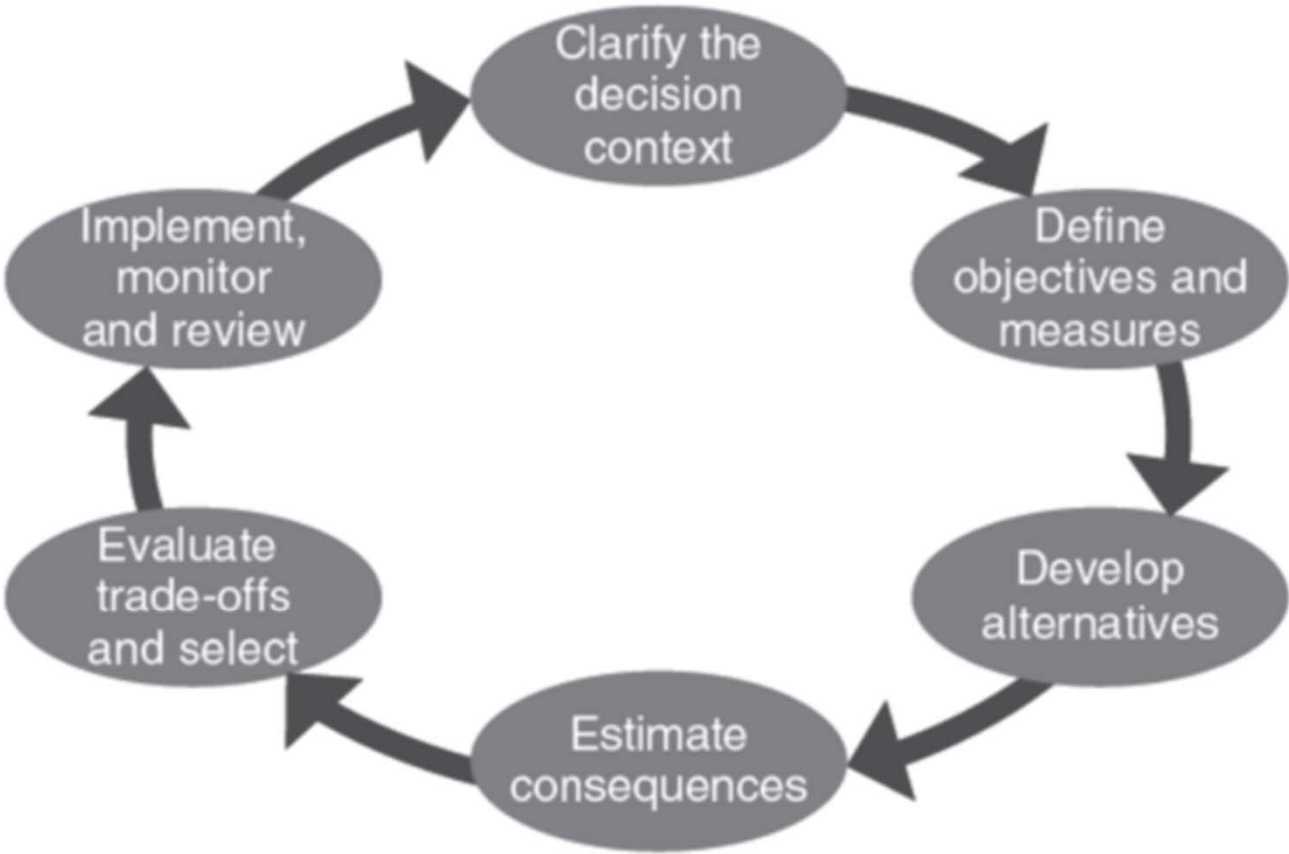 Clarify the
decision
context
Define
objectives and
measures
Develop
alternatives
Estimate
consequences
Evaluate
trade-offs
and select
Implement,
monitor
and review